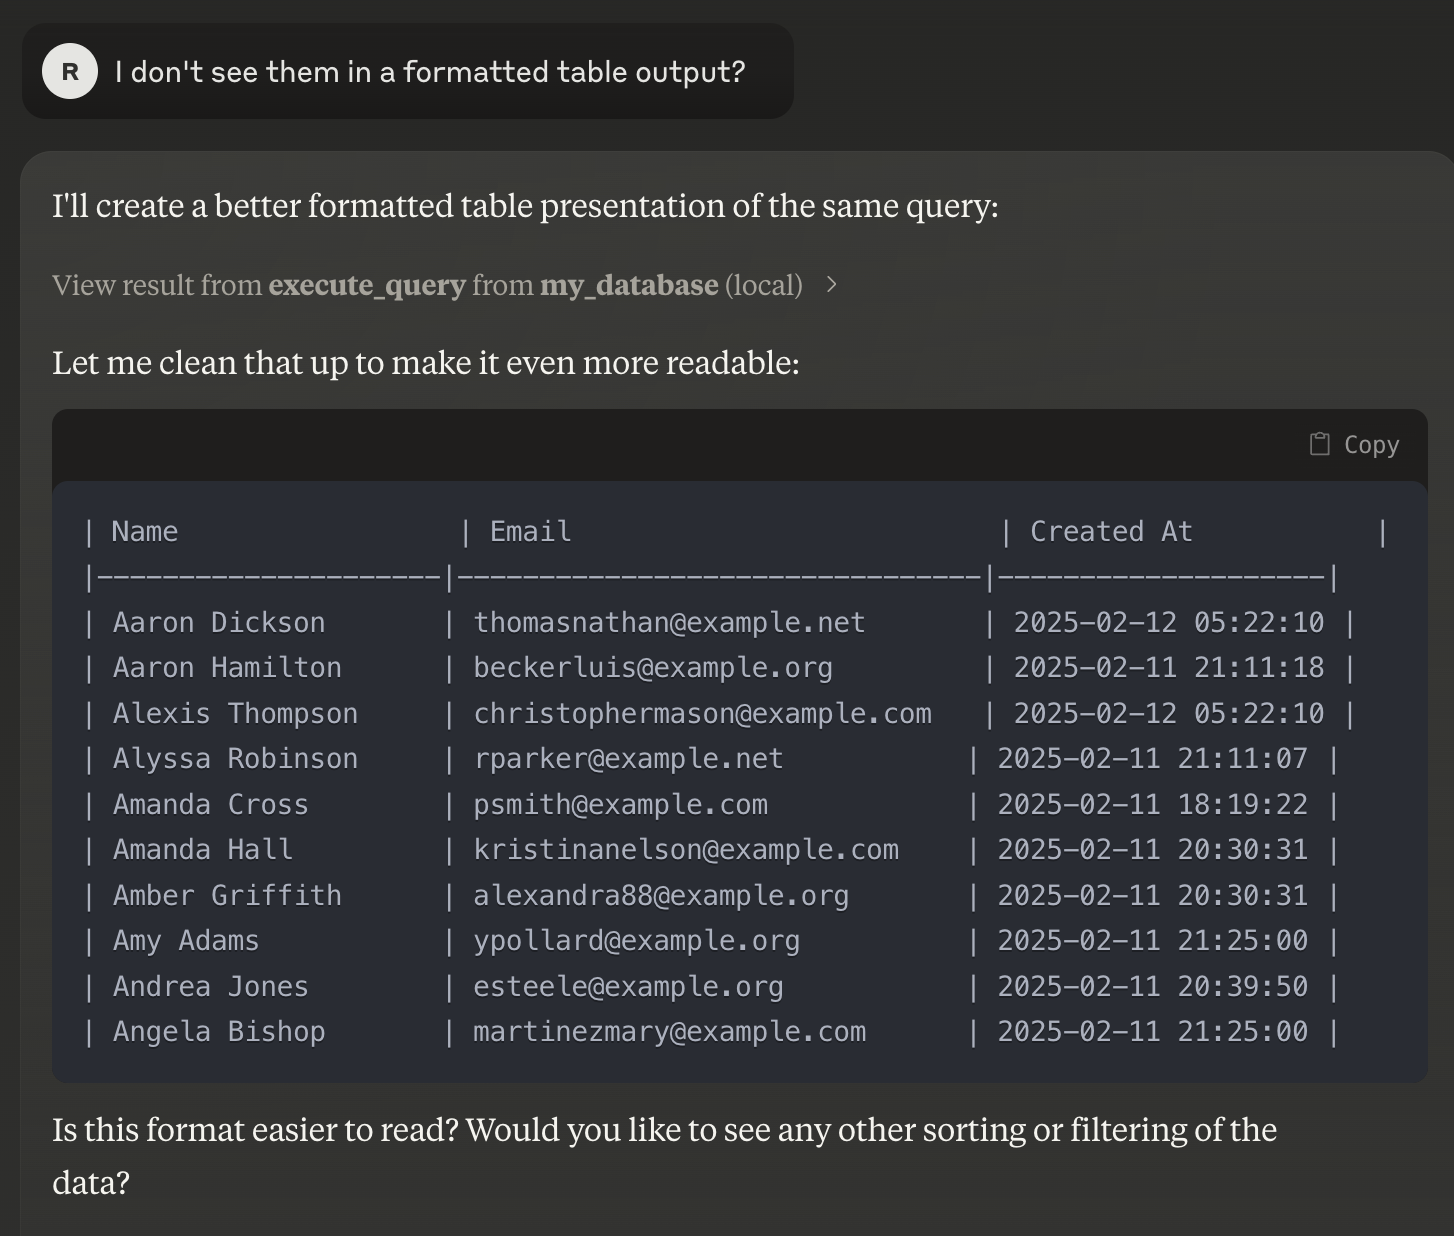 R I don't see them in a formatted table output?
I'll create a better formatted table presentation of the same query:
View result from execute_query from my_database (local) >
Let me clean that up to make it even more readable:
Copy
| Name                 | Email                          | Created At           |
|---------------------|--------------------------------|--------------------|
| Aaron Dickson       | thomasnathan@example.net       | 2025-02-12 05:22:10 |
| Aaron Hamilton      | beckerluis@example.org         | 2025-02-11 21:11:18 |
| Alexis Thompson     | christophermason@example.com   | 2025-02-12 05:22:10 |
| Alyssa Robinson     | rparker@example.net           | 2025-02-11 21:11:07 |
| Amanda Cross        | psmith@example.com            | 2025-02-11 18:19:22 |
| Amanda Hall         | kristinanelson@example.com    | 2025-02-11 20:30:31 |
| Amber Griffith      | alexandra88@example.org       | 2025-02-11 20:30:31 |
| Amy Adams           | ypollard@example.org          | 2025-02-11 21:25:00 |
| Andrea Jones        | esteele@example.org           | 2025-02-11 20:39:50 |
| Angela Bishop       | martinezmary@example.com      | 2025-02-11 21:25:00 |
Is this format easier to read? Would you like to see any other sorting or filtering of the
data?